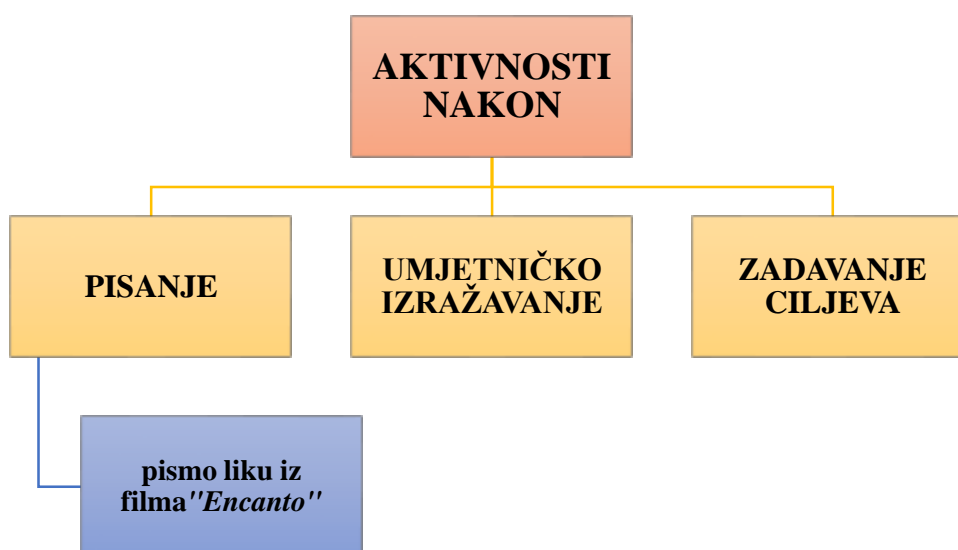 AKTIVNOSTI
NAKON
PISANJE
UMJETNIČKO
IZRAŽAVANJE
ZADAVANJE
CILJEVA
pismo liku iz
filma"Encanto"